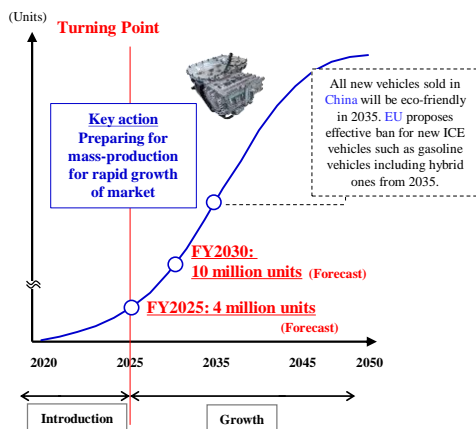 (Units)
Turning Point
Key action
Preparing for
mass-production
for rapid growth
of market
All new vehicles sold in
China will be eco-friendly
in 2035. EU proposes
effective ban for new ICE
vehicles such as gasoline
vehicles including hybrid
ones from 2035.
FY2030:
10 million units (Forecast)
FY2025: 4 million units
(Forecast)
2020 2025 2035 2045 2050
Introduction Growth